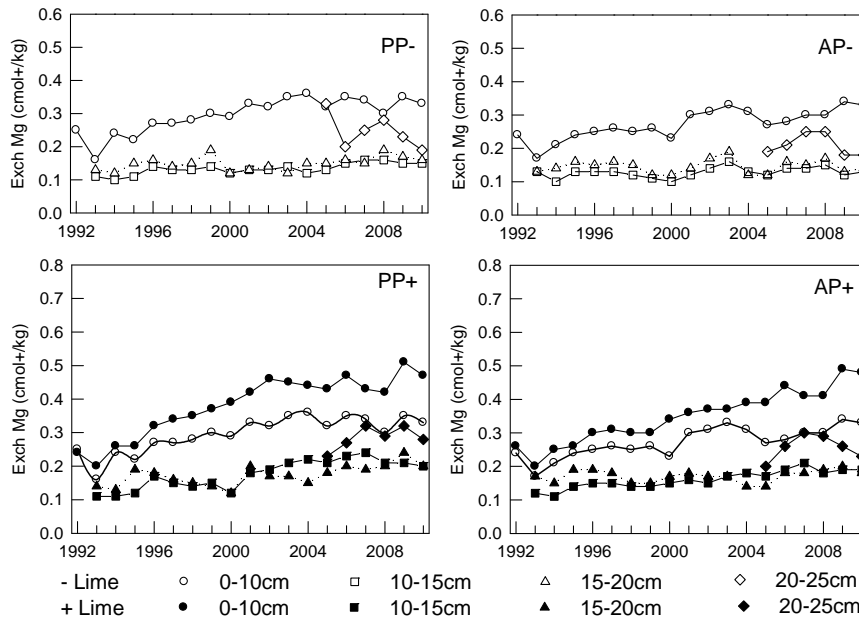 PP-
Exch Mg (cmol+/kg)
0.6
0.5
0.4
0.3
0.2
0.1
0.0
1992 1996 2000 2004 2008
AP-
Exch Mg (cmol+/kg)
0.6
0.5
0.4
0.3
0.2
0.1
0.0
1992 1996 2000 2004 2008
PP+
Exch Mg (cmol+/kg)
0.8
0.7
0.6
0.5
0.4
0.3
0.2
0.1
0.0
1992 1996 2000 2004 2008
AP+
Exch Mg (cmol+/kg)
0.8
0.7
0.6
0.5
0.4
0.3
0.2
0.1
0.0
1992 1996 2000 2004 2008
- Lime 0-10cm 10-15cm 15-20cm 20-25cm
+ Lime 0-10cm 10-15cm 15-20cm 20-25cm